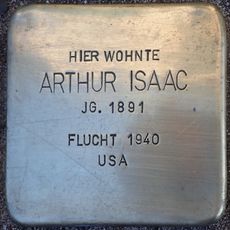 HIER WOHNTE
ARTHUR ISAAC
JG. 1891
FLUCHT 1940
USA